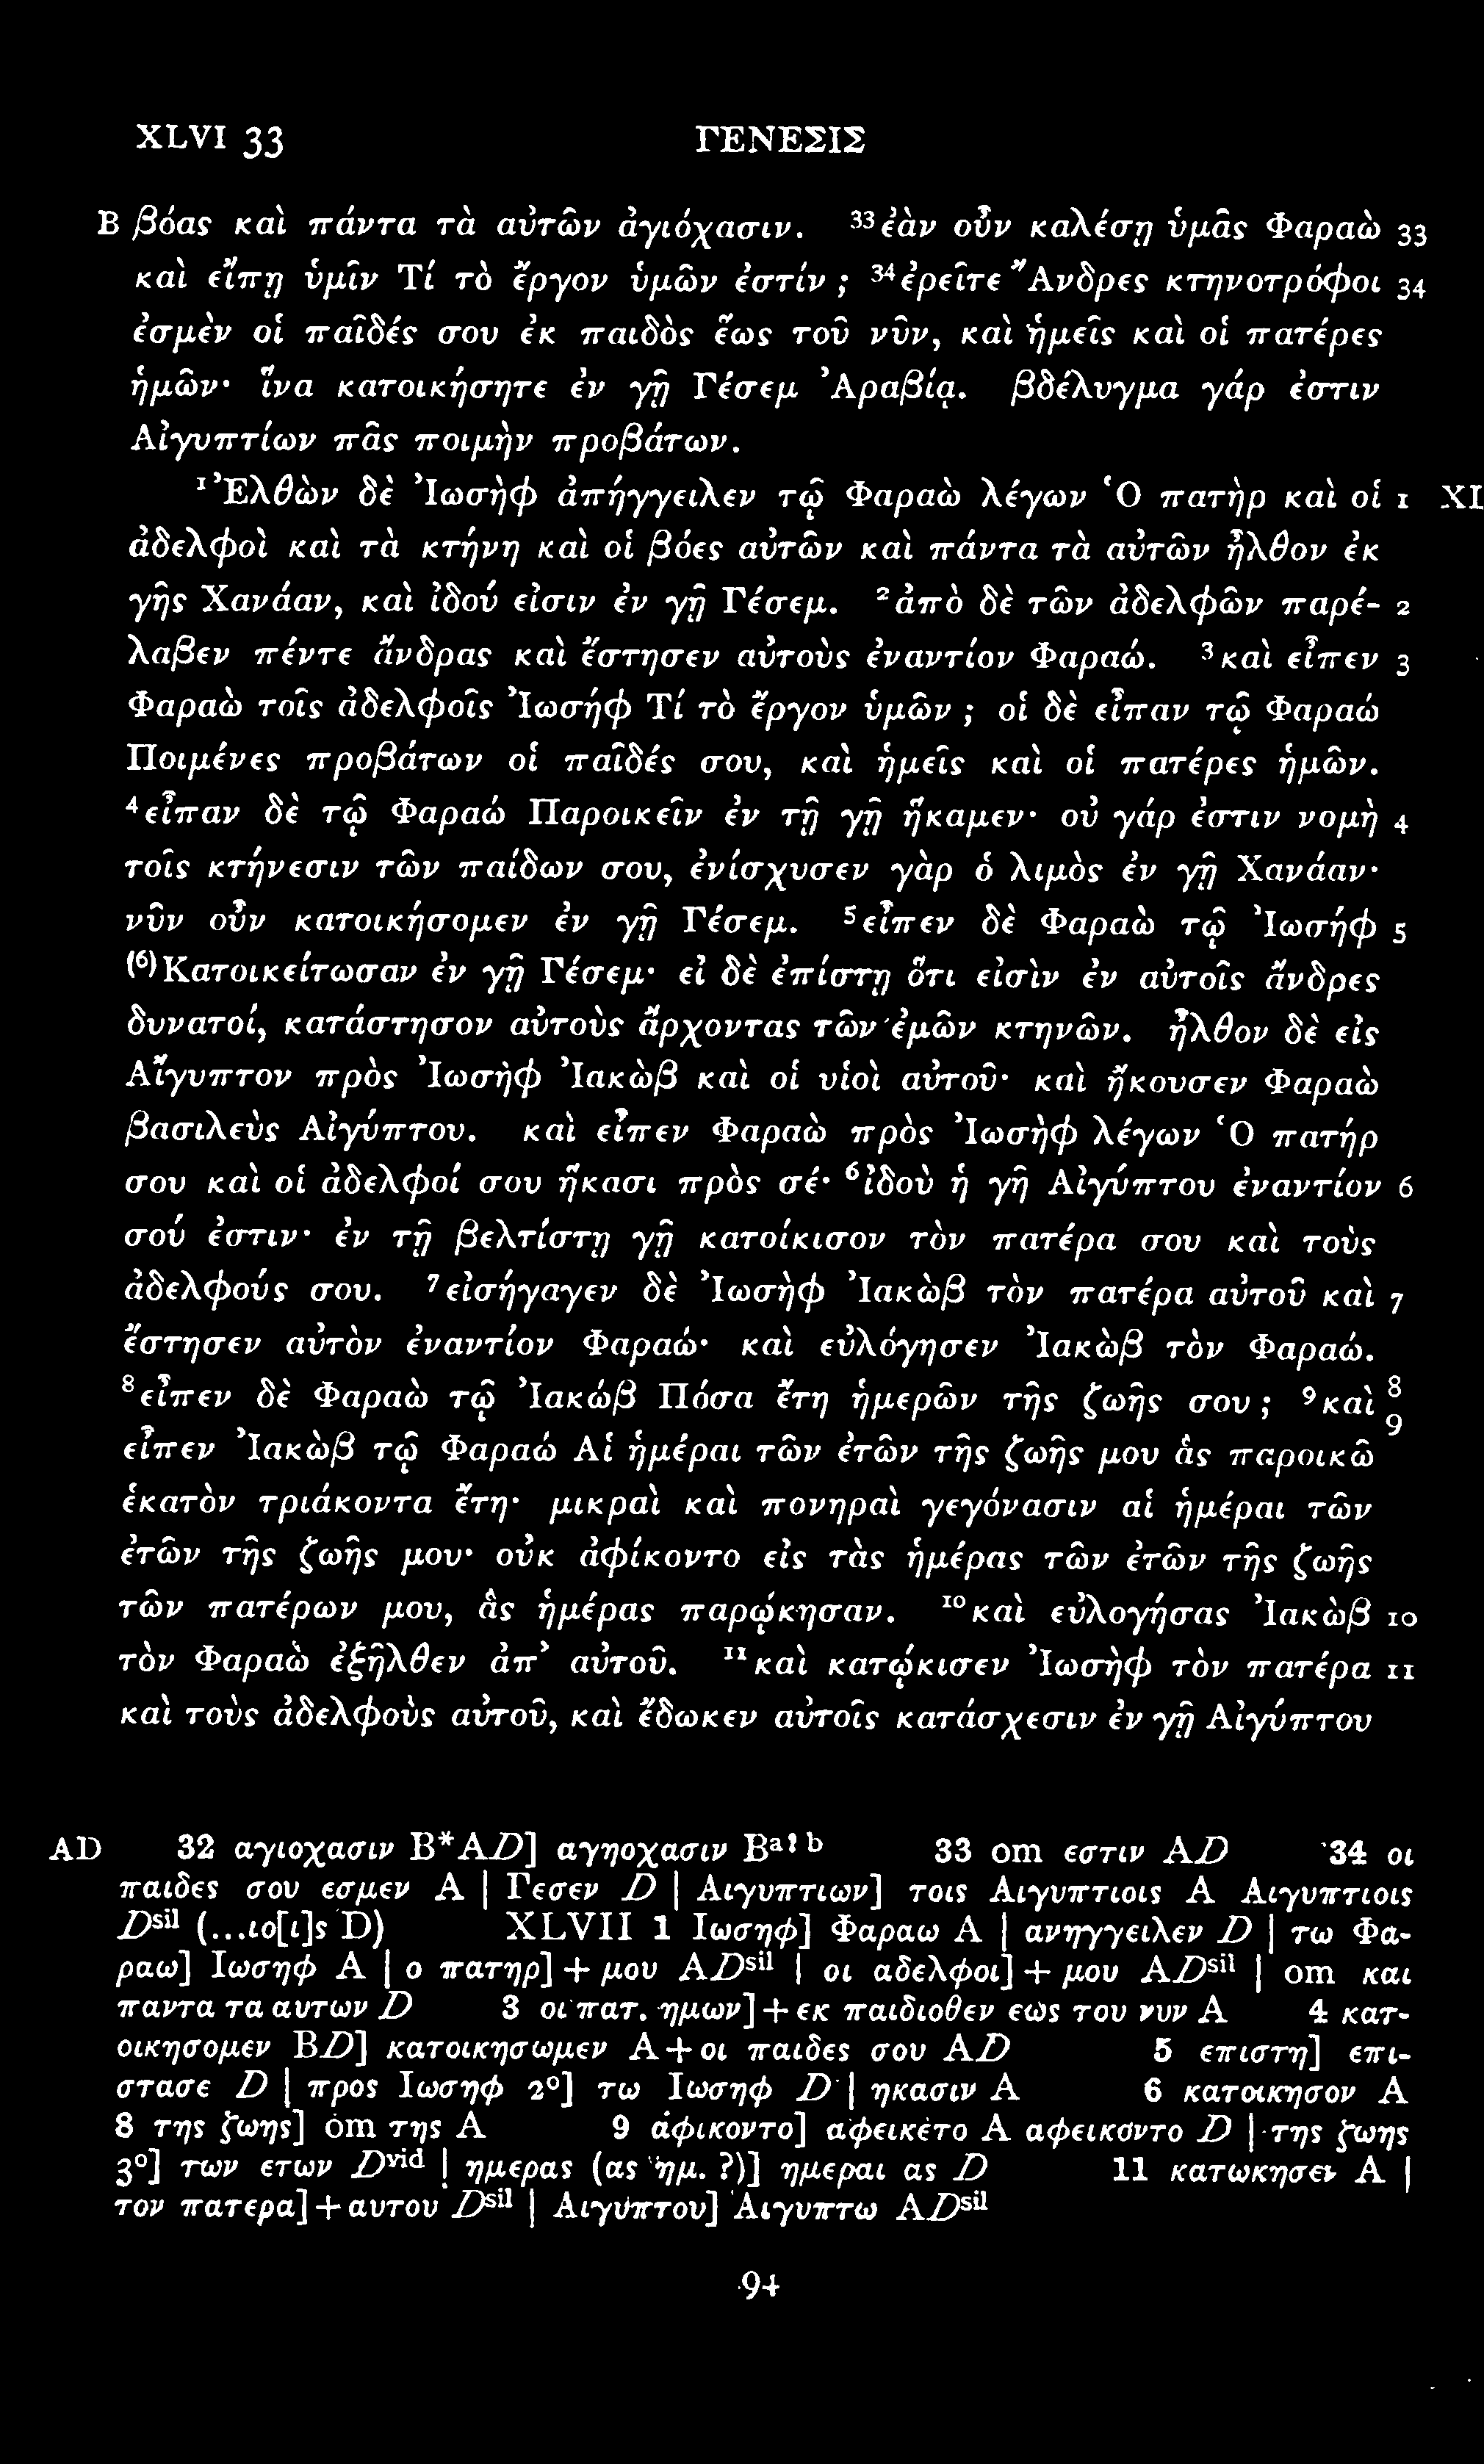 XLVI 33 ΓΕΝΕΣΙΣ
B βόας καὶ πάντα τὰ αὐτῶν ἀγιόχασιν. ³³ἐὰν οὖν καλέσῃ ὑμᾶς Φαραὼ 33
καὶ εἴπῃ ὑμῖν Τί τὸ ἔργον ὑμῶν ἐστίν ; ³⁴ἐρεῖτε Ἄνδρες κτηνοτρόφοι 34
ἐσμὲν οἱ παῖδές σου ἐκ παιδὸς ἕως τοῦ νῦν, καὶ ἡμεῖς καὶ οἱ πατέρες
ἡμῶν· ἵνα κατοικήσητε ἐν γῇ Γέσεμ Ἀραβίᾳ. βδέλυγμα γάρ ἐστιν
Αἰγυπτίων πᾶς ποιμὴν προβάτων.
¹Ἐλθὼν δὲ Ἰωσὴφ ἀπήγγειλεν τῷ Φαραὼ λέγων Ὁ πατὴρ καὶ οἱ 1 XL
ἀδελφοὶ καὶ τὰ κτήνη καὶ οἱ βόες αὐτῶν καὶ πάντα τὰ αὐτῶν ἦλθον ἐκ
γῆς Χανάαν, καὶ ἰδού εἰσιν ἐν γῇ Γέσεμ. ²ἀπὸ δὲ τῶν ἀδελφῶν παρέ- 2
λαβεν πέντε ἄνδρας καὶ ἔστησεν αὐτοὺς ἐναντίον Φαραώ. ³καὶ εἶπεν 3
Φαραὼ τοῖς ἀδελφοῖς Ἰωσήφ Τί τὸ ἔργον ὑμῶν ; οἱ δὲ εἶπαν τῷ Φαραώ
Ποιμένες προβάτων οἱ παῖδές σου, καὶ ἡμεῖς καὶ οἱ πατέρες ἡμῶν.
⁴εἶπαν δὲ τῷ Φαραώ Παροικεῖν ἐν τῇ γῇ ἥκαμεν· οὐ γάρ ἐστιν νομὴ 4
τοῖς κτήνεσιν τῶν παίδων σου, ἐνίσχυσεν γὰρ ὁ λιμὸς ἐν γῇ Χανάαν·
νῦν οὖν κατοικήσομεν ἐν γῇ Γέσεμ. ⁵εἶπεν δὲ Φαραὼ τῷ Ἰωσήφ 5
(⁶)Κατοικείτωσαν ἐν γῇ Γέσεμ· εἰ δὲ ἐπίστῃ ὅτι εἰσὶν ἐν αὐτοῖς ἄνδρες
δυνατοί, κατάστησον αὐτοὺς ἄρχοντας τῶν ἐμῶν κτηνῶν. ἦλθον δὲ εἰς
Αἴγυπτον πρὸς Ἰωσὴφ Ἰακὼβ καὶ οἱ υἱοὶ αὐτοῦ· καὶ ἤκουσεν Φαραὼ
βασιλεὺς Αἰγύπτου. καὶ εἶπεν Φαραὼ πρὸς Ἰωσὴφ λέγων Ὁ πατήρ
σου καὶ οἱ ἀδελφοί σου ἥκασι πρὸς σέ· ⁶ἰδοὺ ἡ γῆ Αἰγύπτου ἐναντίον 6
σού ἐστιν· ἐν τῇ βελτίστῃ γῇ κατοίκισον τὸν πατέρα σου καὶ τοὺς
ἀδελφούς σου. ⁷εἰσήγαγεν δὲ Ἰωσὴφ Ἰακὼβ τὸν πατέρα αὐτοῦ καὶ 7
ἔστησεν αὐτὸν ἐναντίον Φαραώ· καὶ εὐλόγησεν Ἰακὼβ τὸν Φαραώ.
⁸εἶπεν δὲ Φαραὼ τῷ Ἰακώβ Πόσα ἔτη ἡμερῶν τῆς ζωῆς σου ; ⁹καὶ 8
εἶπεν Ἰακὼβ τῷ Φαραώ Αἱ ἡμέραι τῶν ἐτῶν τῆς ζωῆς μου ἃς παροικῶ 9
ἑκατὸν τριάκοντα ἔτη· μικραὶ καὶ πονηραὶ γεγόνασιν αἱ ἡμέραι τῶν
ἐτῶν τῆς ζωῆς μου· οὐκ ἀφίκοντο εἰς τὰς ἡμέρας τῶν ἐτῶν τῆς ζωῆς
τῶν πατέρων μου, ἃς ἡμέρας παρῴκησαν. ¹⁰καὶ εὐλογήσας Ἰακὼβ 10
τὸν Φαραὼ ἐξῆλθεν ἀπ᾽ αὐτοῦ. ¹¹καὶ κατῴκισεν Ἰωσὴφ τὸν πατέρα 11
καὶ τοὺς ἀδελφοὺς αὐτοῦ, καὶ ἔδωκεν αὐτοῖς κατάσχεσιν ἐν γῇ Αἰγύπτου
AD 32 αγιοχασιν B*AD] αγηοχασιν Bᵃ?ᵇ 33 om εστιν AD 34 οι
παιδες σου εσμεν A | Γεσεν D | Αιγυπτιων] τοις Αιγυπτιοις A Αιγυπτιοις
Dˢⁱˡ (...ιο[ι]ς D) XLVII 1 Ιωσηφ] Φαραω A | ανηγγειλεν D | τω Φα-
ραω] Ιωσηφ A | ο πατηρ] + μου ADˢⁱˡ | οι αδελφοι] + μου ADˢⁱˡ | om και
παντα τα αυτων D 3 οι πατ. ημων] + εκ παιδιοθεν εως του νυν A 4 κατ-
οικησομεν BD] κατοικησωμεν A + οι παιδες σου AD 5 επιστη] επι-
στασε D | προς Ιωσηφ 2°] τω Ιωσηφ D | ηκασιν A 6 κατοικησον A
8 της ζωης] om της A 9 αφικοντο] αφεικετο A αφεικοντο D | της ζωης
3°] των ετων Dᵛⁱᵈ | ημερας (ας ημ. ?)] ημεραι ας D 11 κατωκησεν A |
τον πατερα] + αυτου Dˢⁱˡ | Αιγυπτου] Αιγυπτω ADˢⁱˡ
94